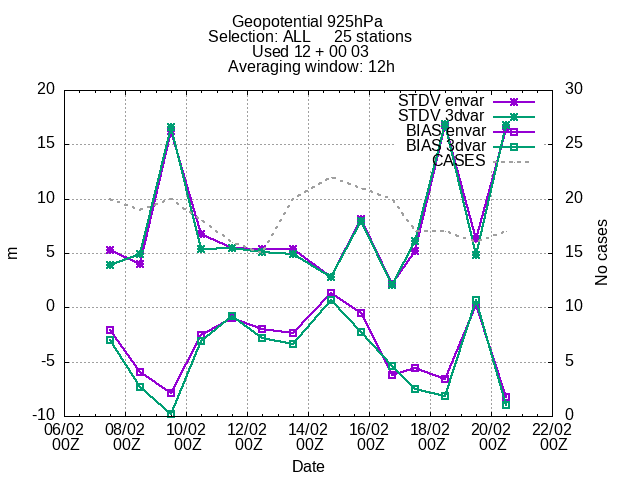 Geopotential 925hPa
Selection: ALL 25 stations
Used 12 + 00 03
Averaging window: 12h
20
15
10
5
0
-5
-10
m
30
25
20
15
10
5
0
No cases
STDV envar
STDV 3dvar
BIAS envar
BIAS 3dvar
CASES
06/02 08/02 10/02 12/02 14/02 16/02 18/02 20/02 22/02
00Z 00Z 00Z 00Z 00Z 00Z 00Z 00Z 00Z
Date